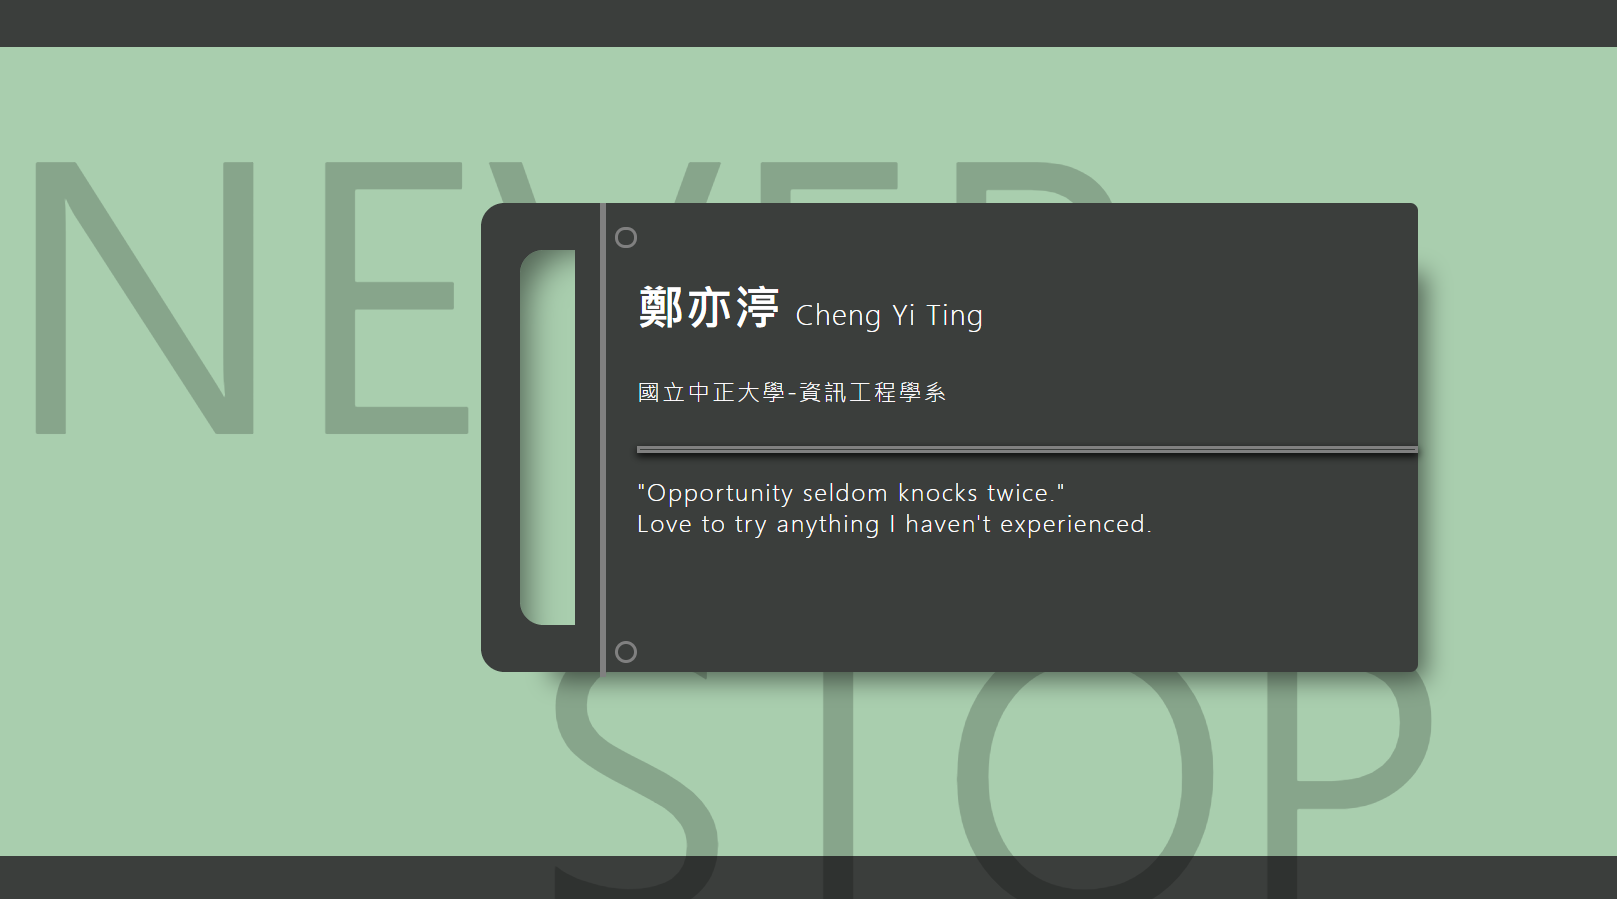 NEVER
鄭亦渟 Cheng Yi Ting
國立中正大學-資訊工程學系
"Opportunity seldom knocks twice."
Love to try anything I haven't experienced.
STOP